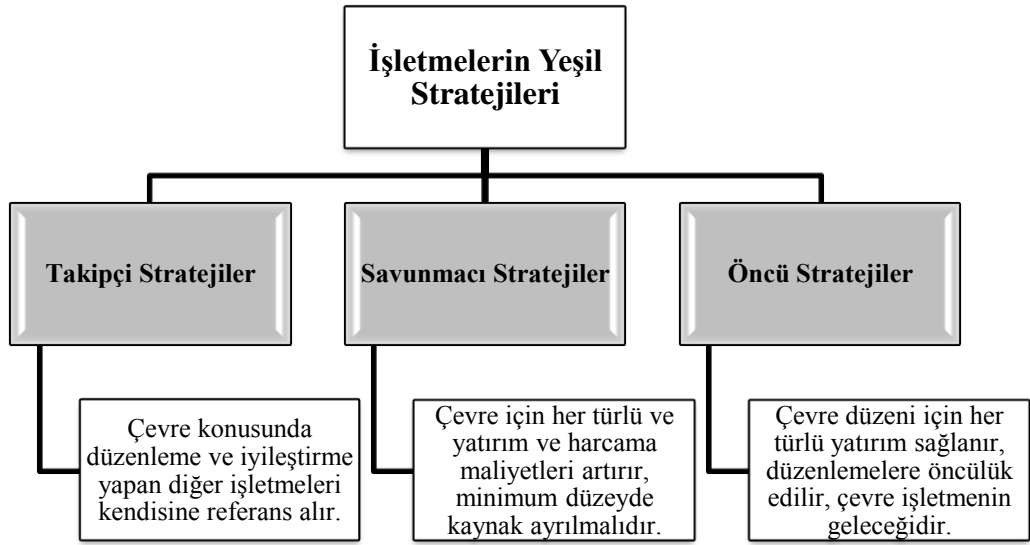 İşletmelerin Yeşil
Stratejileri
Takipçi Stratejiler
Savunmacı Stratejiler
Öncü Stratejiler
Çevre konusunda
düzenleme ve iyileştirme
yapan diğer işletmeleri
kendisine referans alır.
Çevre için her türlü ve
yatırım ve harcama
maliyetleri artırır,
minimum düzeyde
kaynak ayrılmalıdır.
Çevre düzeni için her
türlü yatırım sağlanır,
düzenlemelere öncülük
edilir, çevre işletmenin
geleceğidir.